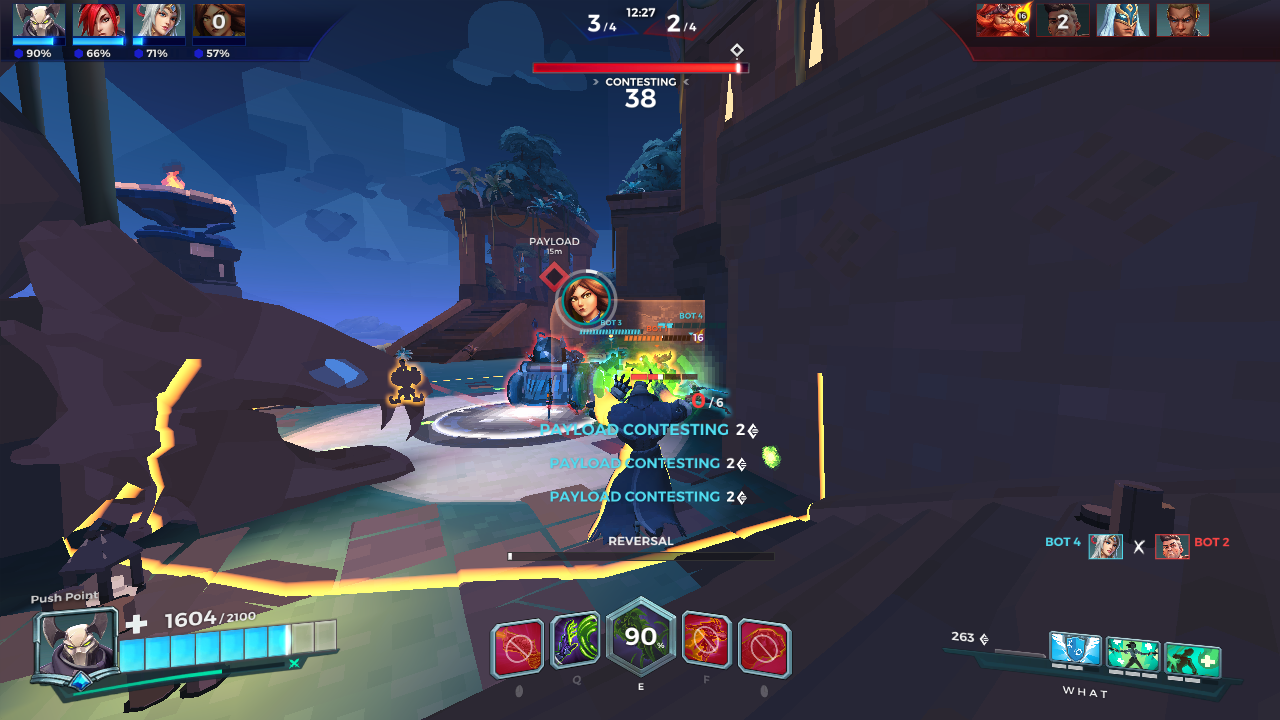 0
90% 66% 71% 57%
12:27
3/4 2/4
16
2
> CONTESTING <
38
PAYLOAD
15m
BOT 3
BOT 4
16
0/6
PAYLOAD CONTESTING 2
PAYLOAD CONTESTING 2
PAYLOAD CONTESTING 2
REVERSAL
BOT 4 X BOT 2
Push Point
1604/2100
90%
Q E F
263
WHAT